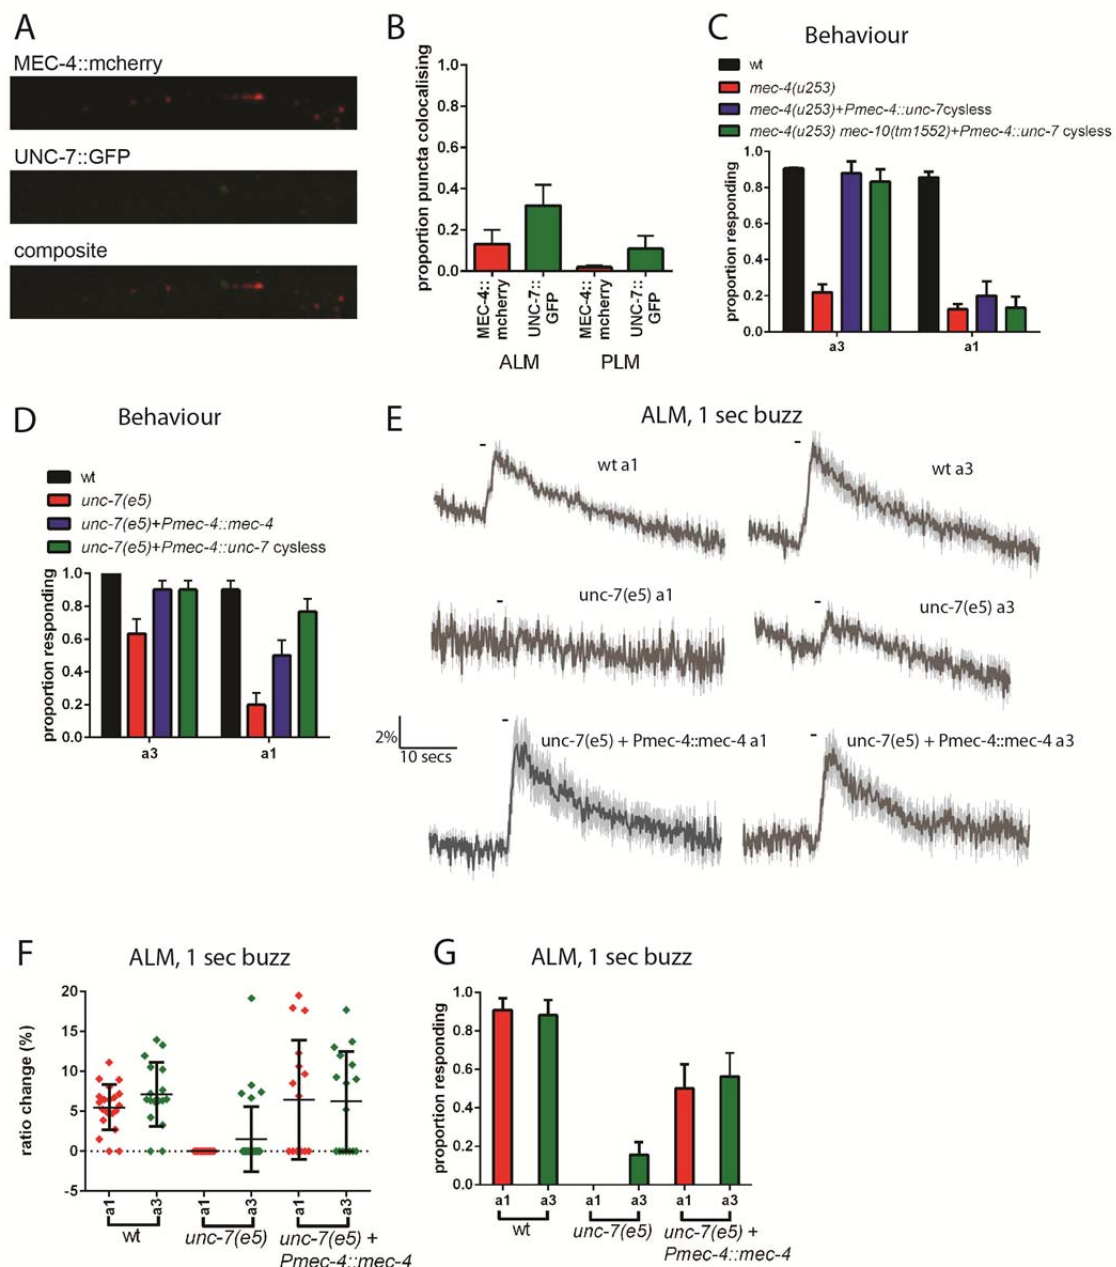 A
MEC-4::mcherry
UNC-7::GFP
composite
B
proportion puncta colocalising
1.0
0.8
0.6
0.4
0.2
0.0
MEC-4::
mcherry
UNC-7::
GFP
MEC-4::
mcherry
UNC-7::
GFP
ALM
PLM
C
Behaviour
wt
mec-4(u253)
mec-4(u253)+Pmec-4::unc-7cysless
mec-4(u253) mec-10(tm1552)+Pmec-4::unc-7 cysless
proportion responding
1.0
0.8
0.6
0.4
0.2
0.0
a3
a1
D
Behaviour
wt
unc-7(e5)
unc-7(e5)+Pmec-4::mec-4
unc-7(e5)+Pmec-4::unc-7 cysless
proportion responding
1.0
0.8
0.6
0.4
0.2
0.0
a3
a1
E
ALM, 1 sec buzz
wt a1
wt a3
unc-7(e5) a1
unc-7(e5) a3
2%
10 secs
unc-7(e5) + Pmec-4::mec-4 a1
unc-7(e5) + Pmec-4::mec-4 a3
F
ALM, 1 sec buzz
ratio change (%)
20
15
10
5
0
-5
a1
a3
a1
a3
a1
a3
wt
unc-7(e5)
unc-7(e5) +
Pmec-4::mec-4
G
ALM, 1 sec buzz
proportion responding
1.0
0.8
0.6
0.4
0.2
0.0
a1
a3
a1
a3
a1
a3
wt
unc-7(e5)
unc-7(e5) +
Pmec-4::mec-4